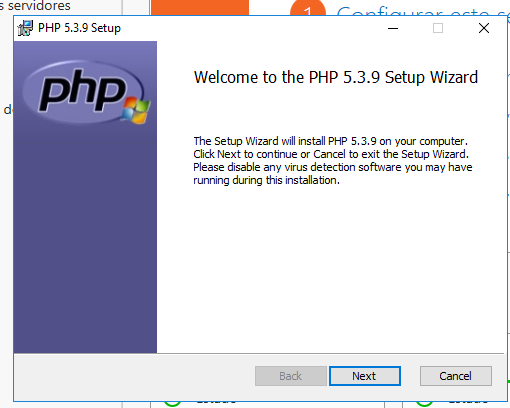 s servidores
1 Configurar este se
PHP 5.3.9 Setup
php
Welcome to the PHP 5.3.9 Setup Wizard
The Setup Wizard will install PHP 5.3.9 on your computer.
Click Next to continue or Cancel to exit the Setup Wizard.
Please disable any virus detection software you may have
running during this installation.
Back
Next
Cancel